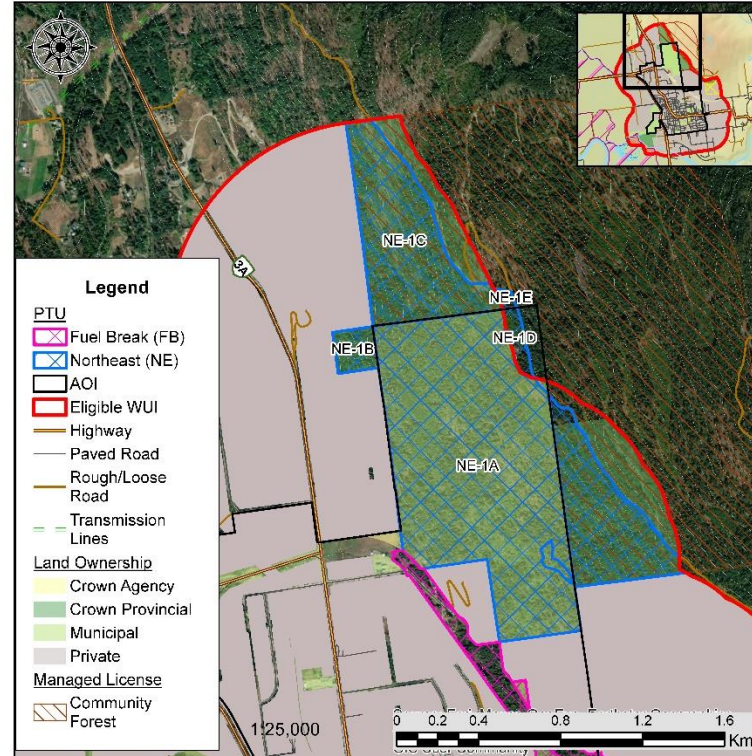 3A
NE-1C
NE-1E
NE-1D
NE-1B
NE-1A
Legend
PTU
Fuel Break (FB)
Northeast (NE)
AOI
Eligible WUI
Highway
Paved Road
Rough/Loose
Road
Transmission
Lines
Land Ownership
Crown Agency
Crown Provincial
Municipal
Private
Managed License
Community
Forest
1:25,000
0 0.2 0.4 0.8 1.2 1.6
Km